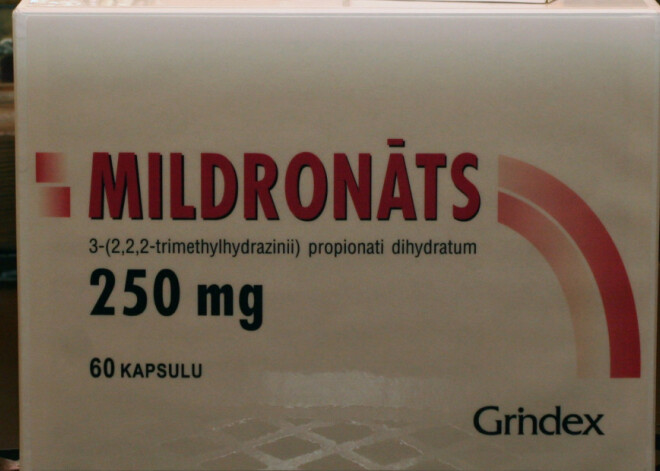 MILDRONĀTS
3-(2,2,2-trimethylhydrazinii) propionati dihydratum
250 mg
60 KAPSULU
Grindex